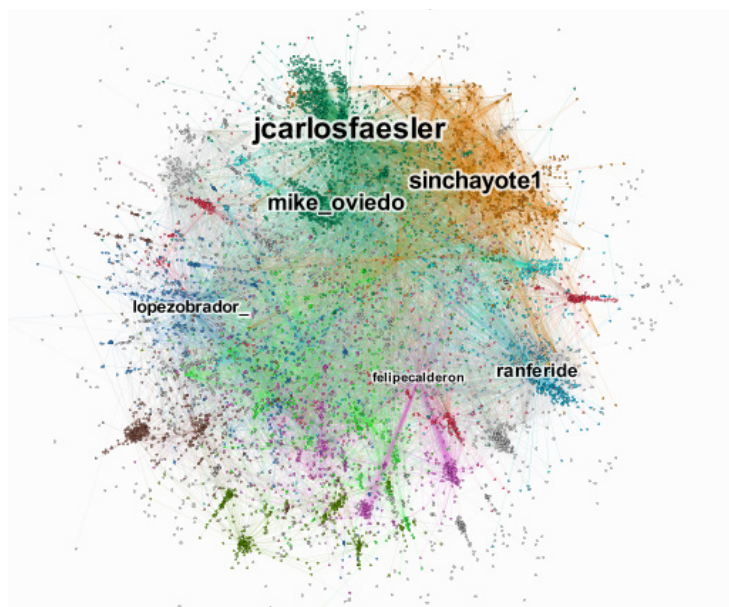 jcarlosfaesler
sinchayote1
mike_oviedo
lopezobrador_
ranferide
felipecalderon